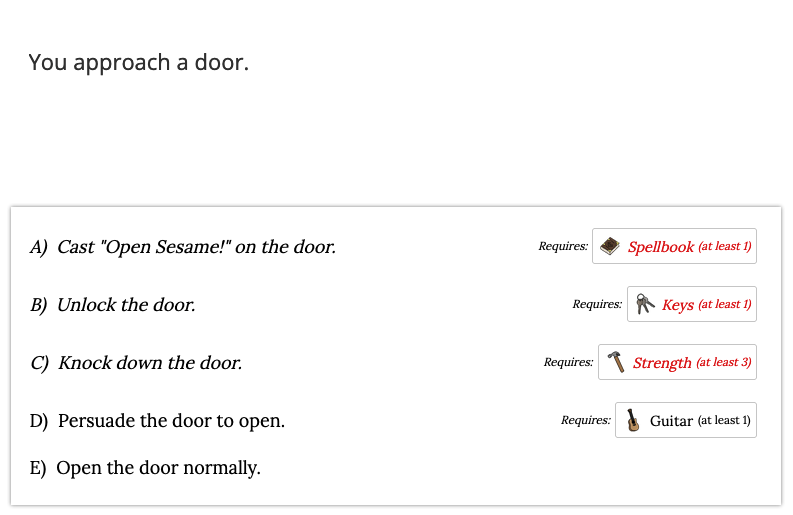 You approach a door.
A) Cast "Open Sesame!" on the door. Requires: Spellbook (at least 1)
B) Unlock the door. Requires: Keys (at least 1)
C) Knock down the door. Requires: Strength (at least 3)
D) Persuade the door to open. Requires: Guitar (at least 1)
E) Open the door normally.